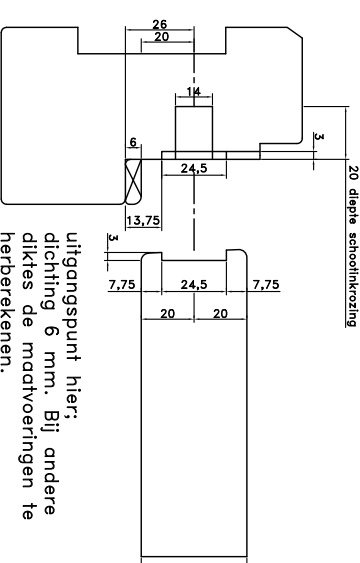 26
20
14
3
20 diepte schootinkrozing
6
24,5
13,75
3
7,75
24,5
7,75
20
20
uitgangspunt hier;
dichting 6 mm. Bij andere
diktes de maatvoeringen te
herberekenen.